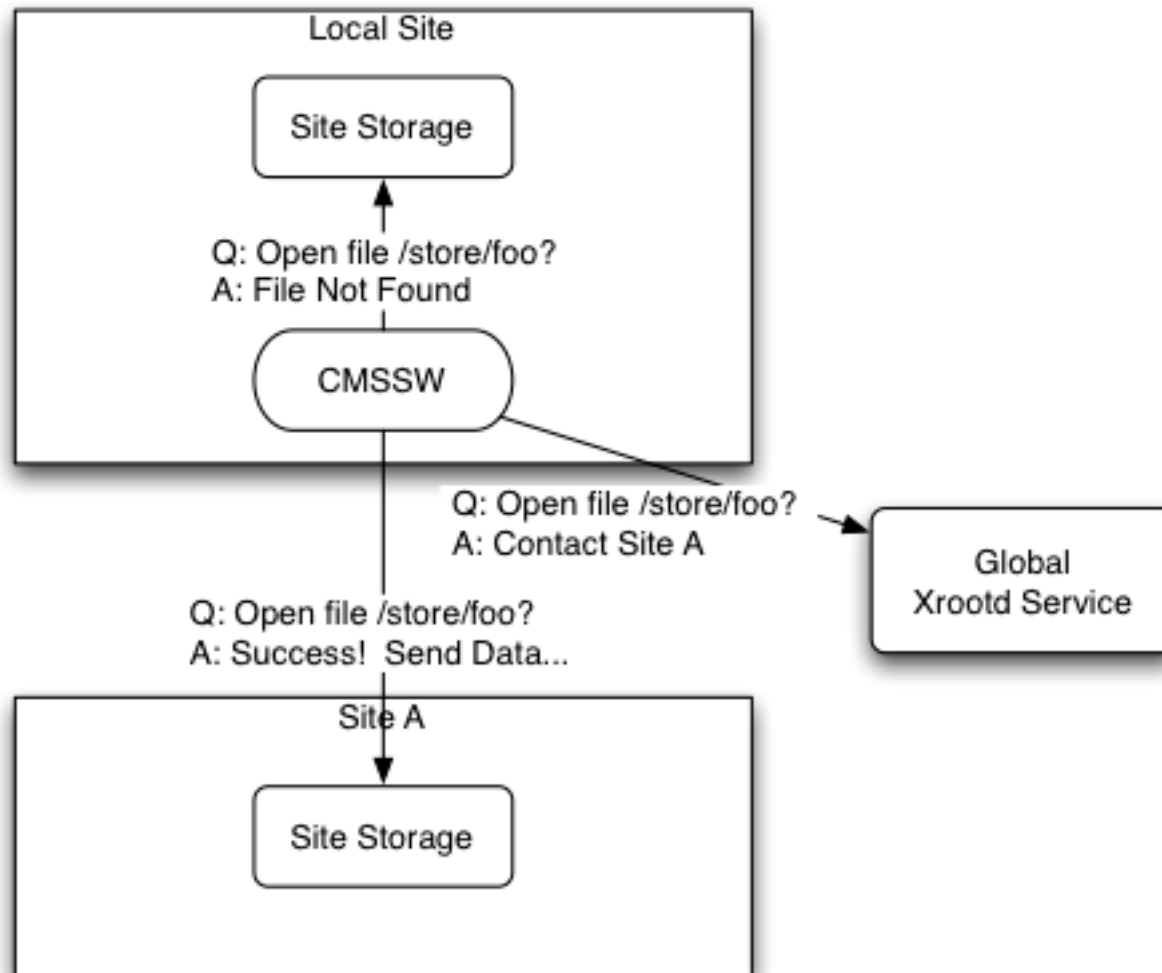 Local Site
Site Storage
Q: Open file /store/foo?
A: File Not Found
CMSSW
Q: Open file /store/foo?
A: Contact Site A
Global
Xrootd Service
Q: Open file /store/foo?
A: Success!  Send Data...
Site A
Site Storage